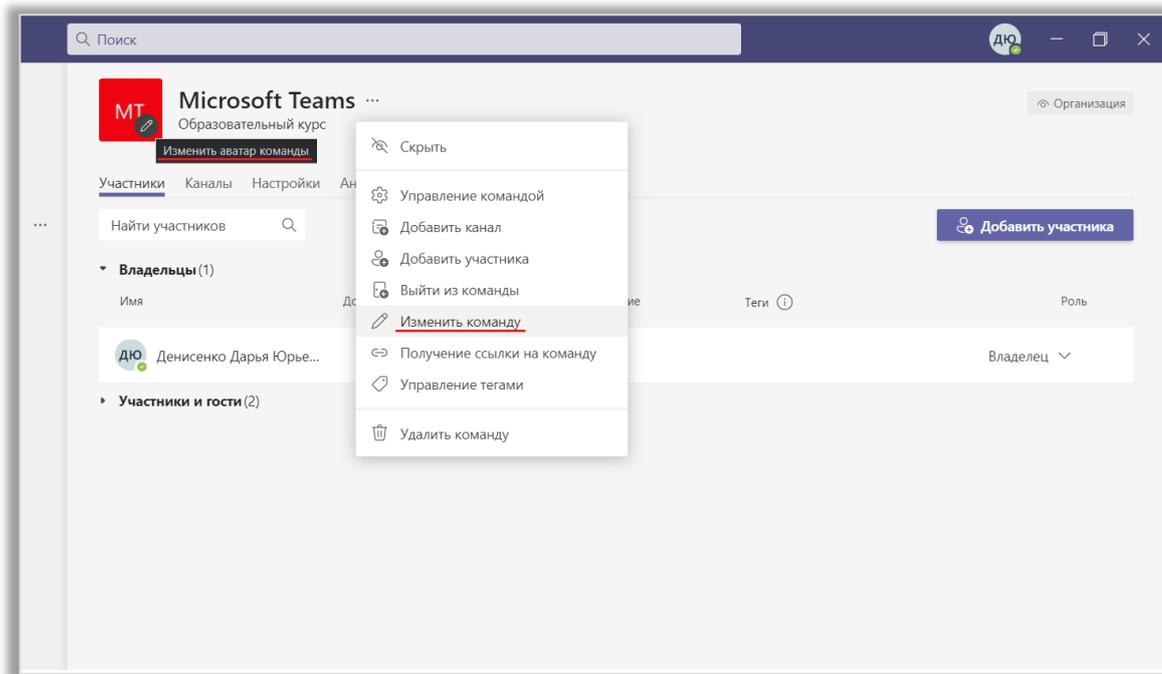 Поиск
ДЮ
МТ
Microsoft Teams ...
Образовательный курс
Организация
Изменить аватар команды
Скрыть
Участники Каналы Настройки Ан
Управление командой
Найти участников
Добавить канал
Добавить участника
Добавить участника
Владельцы (1)
Выйти из команды
Имя
До
ие
Теги
Роль
Изменить команду
ДЮ Денисенко Дарья Юрье...
Владелец
Получение ссылки на команду
Управление тегами
Участники и гости (2)
Удалить команду